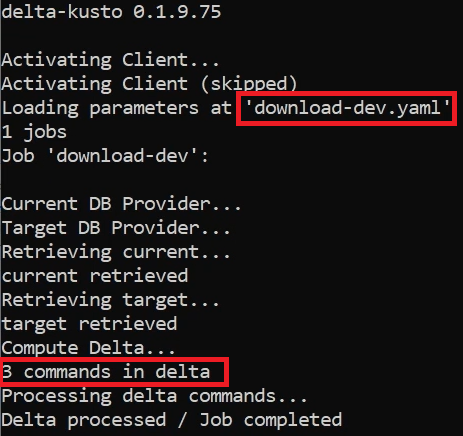 delta-kusto 0.1.9.75
Activating Client...
Activating Client (skipped)
Loading parameters at 'download-dev.yaml'
1 jobs
Job 'download-dev':
Current DB Provider...
Target DB Provider...
Retrieving current...
current retrieved
Retrieving target...
target retrieved
Compute Delta...
3 commands in delta
Processing delta commands...
Delta processed / Job completed